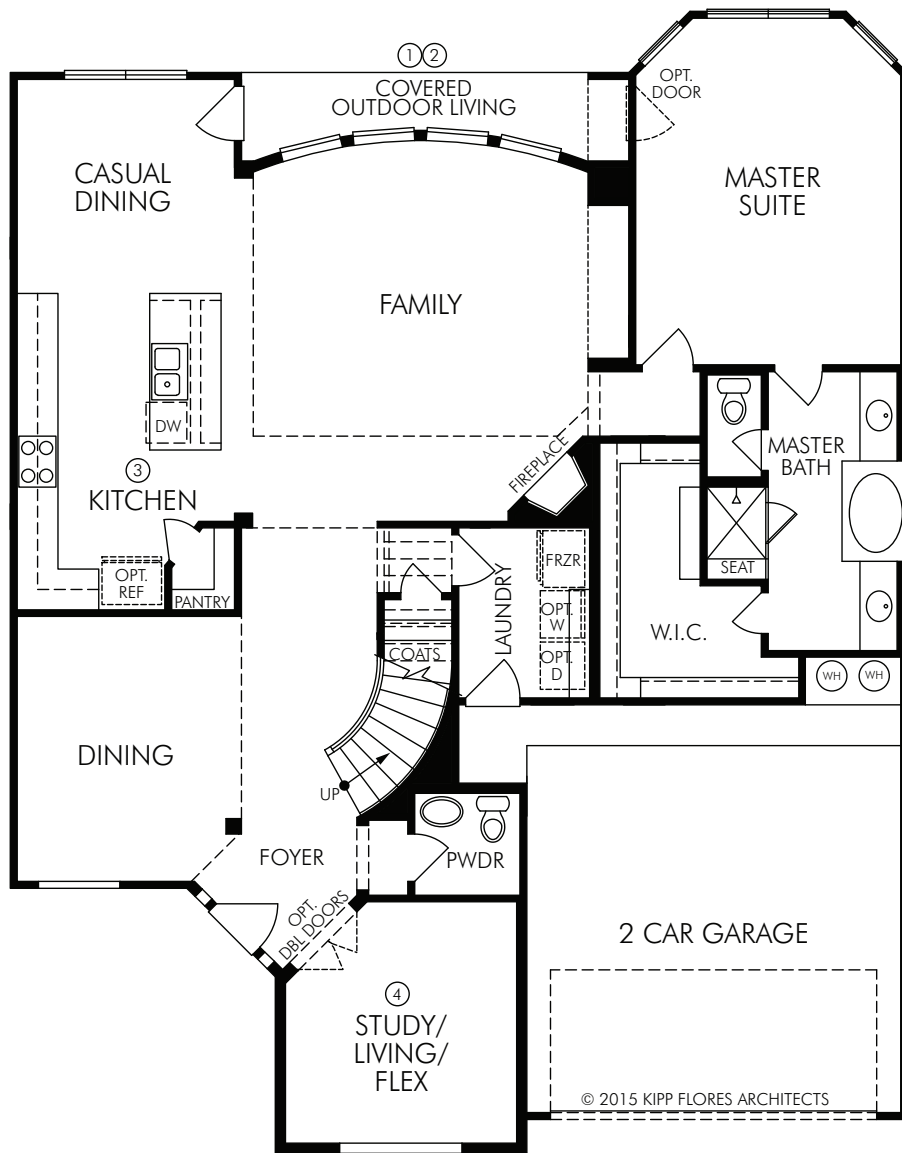 1 2
COVERED
OUTDOOR LIVING
OPT.
DOOR
CASUAL
DINING
MASTER
SUITE
FAMILY
DW
3
KITCHEN
FIREPLACE
MASTER
BATH
OPT.
REF
PANTRY
LAUNDRY
FRZR
OPT.
W
OPT.
D
SEAT
W.I.C.
COATS
WH
WH
DINING
UP
FOYER
PWDR
OPT.
DBL DOORS
2 CAR GARAGE
4
STUDY/
LIVING/
FLEX
© 2015 KIPP FLORES ARCHITECTS